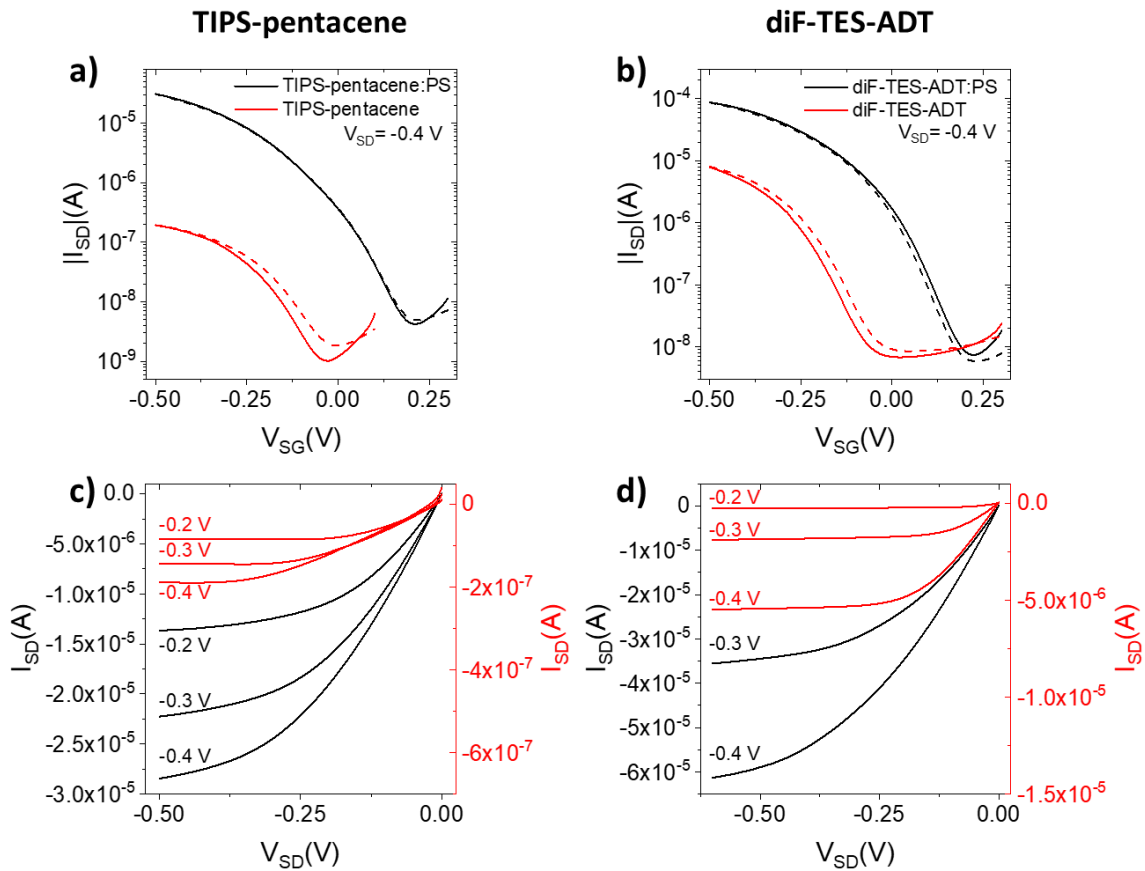 TIPS-pentacene
diF-TES-ADT
a)
TIPS-pentacene:PS
TIPS-pentacene
V_SD= -0.4 V
10⁻⁵
10⁻⁶
10⁻⁷
10⁻⁸
10⁻⁹
|I_SD|(A)
-0.50
-0.25
0.00
0.25
V_SG(V)
b)
diF-TES-ADT:PS
diF-TES-ADT
V_SD= -0.4 V
10⁻⁴
10⁻⁵
10⁻⁶
10⁻⁷
10⁻⁸
|I_SD|(A)
-0.50
-0.25
0.00
0.25
V_SG(V)
c)
0.0
-5.0x10⁻⁶
-1.0x10⁻⁵
-1.5x10⁻⁵
-2.0x10⁻⁵
-2.5x10⁻⁵
-3.0x10⁻⁵
I_SD(A)
-0.2 V
-0.3 V
-0.4 V
-0.2 V
-0.3 V
-0.4 V
0
-2x10⁻⁷
-4x10⁻⁷
-6x10⁻⁷
I_SD(A)
-0.50
-0.25
0.00
V_SD(V)
d)
0
-1x10⁻⁵
-2x10⁻⁵
-3x10⁻⁵
-4x10⁻⁵
-5x10⁻⁵
-6x10⁻⁵
I_SD(A)
-0.2 V
-0.3 V
-0.4 V
-0.3 V
-0.4 V
0.0
-5.0x10⁻⁶
-1.0x10⁻⁵
-1.5x10⁻⁵
I_SD(A)
-0.50
-0.25
0.00
V_SD(V)